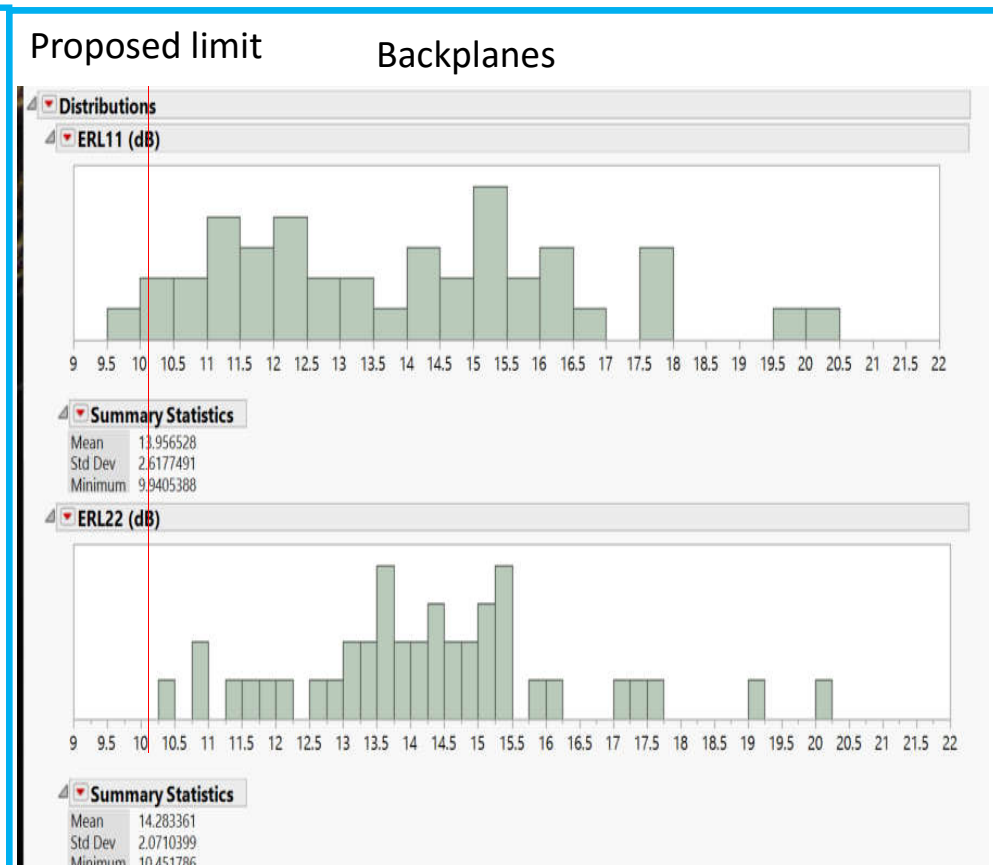 Proposed limit
Backplanes
Distributions
ERL11 (dB)
9 9.5 10 10.5 11 11.5 12 12.5 13 13.5 14 14.5 15 15.5 16 16.5 17 17.5 18 18.5 19 19.5 20 20.5 21 21.5 22
Summary Statistics
Mean 13.956528
Std Dev 2.6177491
Minimum 9.9405388
ERL22 (dB)
9 9.5 10 10.5 11 11.5 12 12.5 13 13.5 14 14.5 15 15.5 16 16.5 17 17.5 18 18.5 19 19.5 20 20.5 21 21.5 22
Summary Statistics
Mean 14.283361
Std Dev 2.0710399
Minimum 10.451786